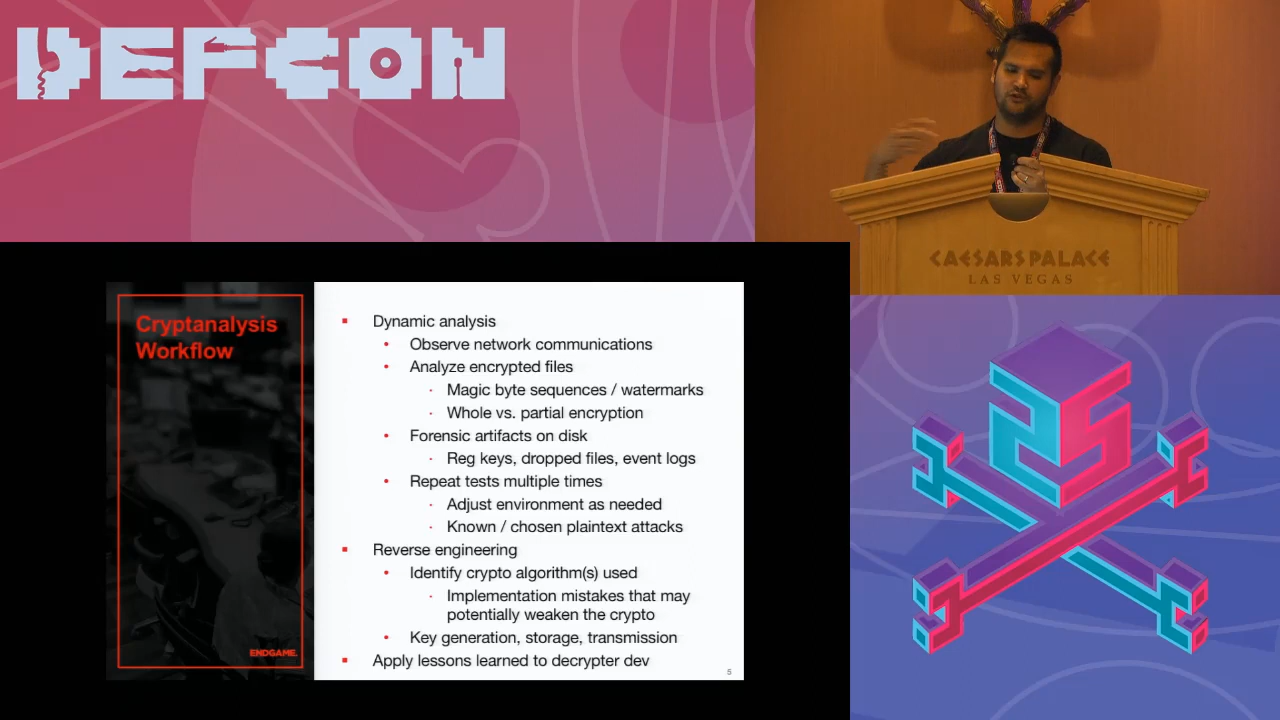 DEFCON
CAESARS PALACE
LAS VEGAS
Cryptanalysis
Workflow
ENDGAME.
▪ Dynamic analysis
• Observe network communications
• Analyze encrypted files
· Magic byte sequences / watermarks
· Whole vs. partial encryption
• Forensic artifacts on disk
· Reg keys, dropped files, event logs
• Repeat tests multiple times
· Adjust environment as needed
· Known / chosen plaintext attacks
▪ Reverse engineering
• Identify crypto algorithm(s) used
· Implementation mistakes that may
potentially weaken the crypto
• Key generation, storage, transmission
▪ Apply lessons learned to decrypter dev
5
25